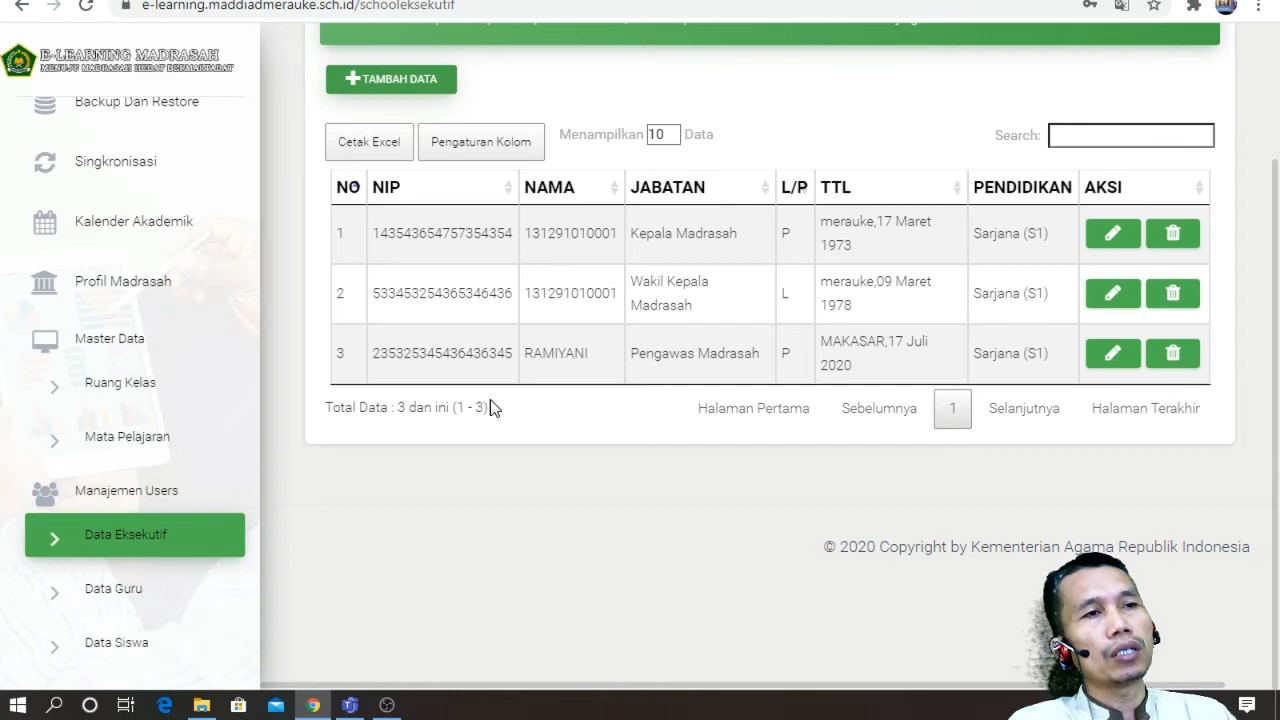 e-learning.maddiadmerauke.sch.id/schooleksekutif
E-LEARNING MADRASAH
MENUJU MADRASAH HEBAT BERMARTABAT
Backup Dan Restore
Singkronisasi
Kalender Akademik
Profil Madrasah
Master Data
Ruang Kelas
Mata Pelajaran
Manajemen Users
Data Eksekutif
Data Guru
Data Siswa
TAMBAH DATA
Cetak Excel Pengaturan Kolom Menampilkan 10 Data Search:
NO NIP NAMA JABATAN L/P TTL PENDIDIKAN AKSI
1 143543654757354354 131291010001 Kepala Madrasah P merauke,17 Maret 1973 Sarjana (S1)
2 533453254365346436 131291010001 Wakil Kepala Madrasah L merauke,09 Maret 1978 Sarjana (S1)
3 235325345436436345 RAMIYANI Pengawas Madrasah P MAKASAR,17 Juli 2020 Sarjana (S1)
Total Data : 3 dan ini (1 - 3) Halaman Pertama Sebelumnya 1 Selanjutnya Halaman Terakhir
© 2020 Copyright by Kementerian Agama Republik Indonesia